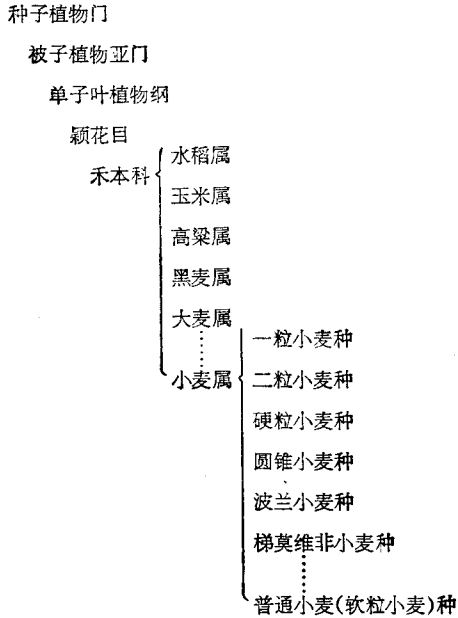 种子植物门
被子植物亚门
单子叶植物纲
颖花目
禾本科
水稻属
玉米属
高粱属
黑麦属
大麦属
小麦属
一粒小麦种
二粒小麦种
硬粒小麦种
圆锥小麦种
波兰小麦种
梯莫维非小麦种
普通小麦(软粒小麦)种